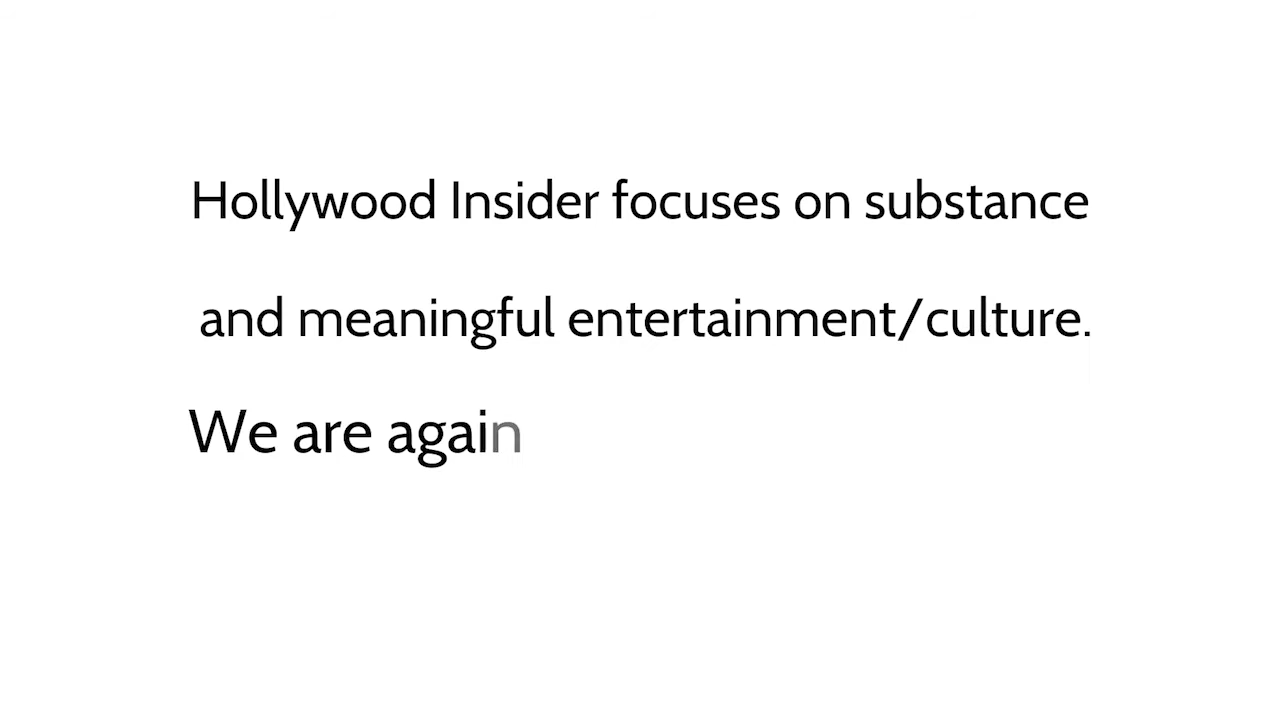 Hollywood Insider focuses on substance
and meaningful entertainment/culture.
We are again